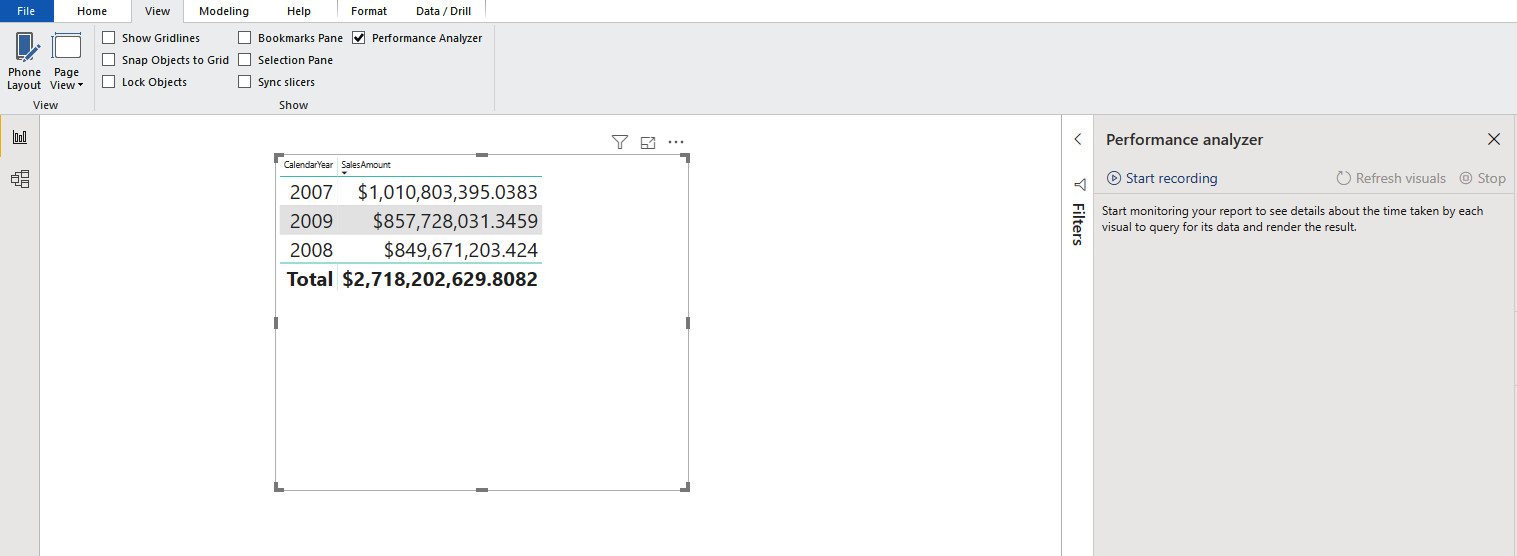 File Home View Modeling Help Format Data / Drill
Show Gridlines Bookmarks Pane Performance Analyzer
Snap Objects to Grid Selection Pane
Lock Objects Sync slicers
Phone Layout
Page View
View Show
Performance analyzer
Start recording Refresh visuals Stop
Start monitoring your report to see details about the time taken by each
visual to query for its data and render the result.
Filters
CalendarYear SalesAmount
2007 $1,010,803,395.0383
2009 $857,728,031.3459
2008 $849,671,203.424
Total $2,718,202,629.8082